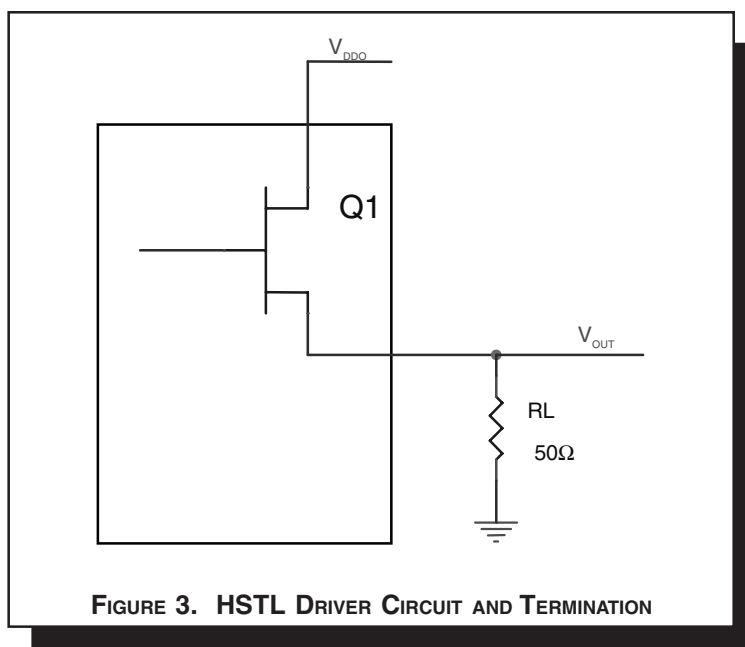 VDDO
Q1
VOUT
RL
50Ω
FIGURE 3. HSTL DRIVER CIRCUIT AND TERMINATION